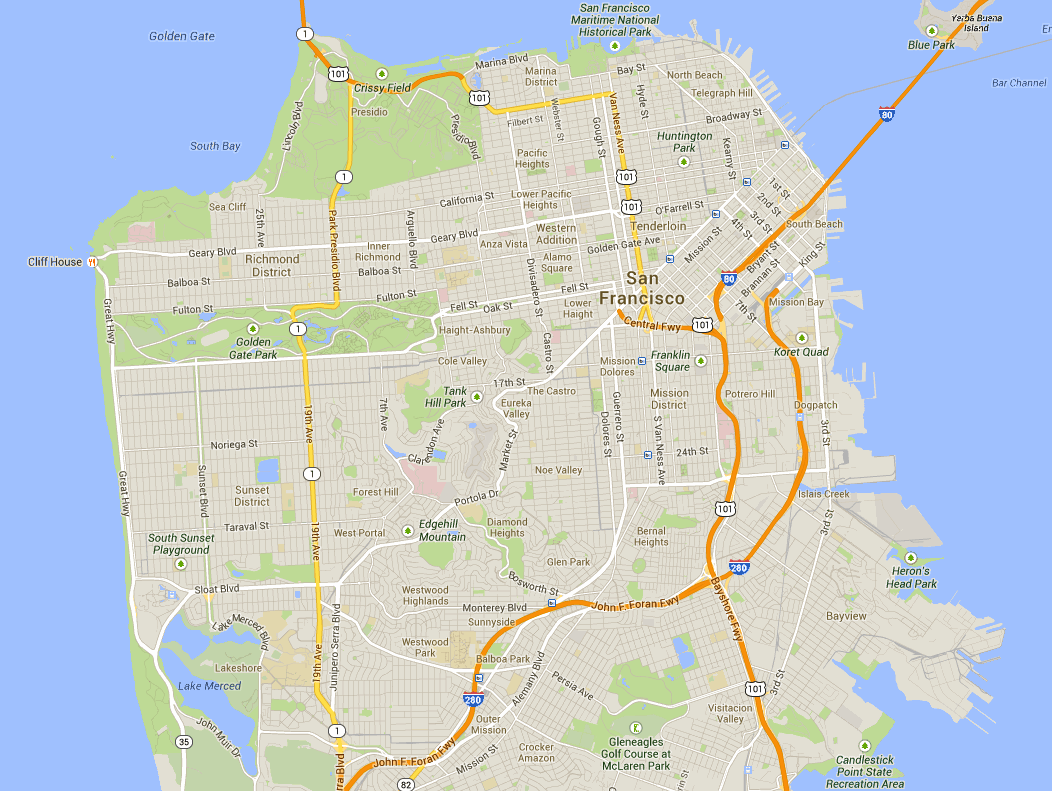 San Francisco
Maritime National
Historical Park
Yerba Buena
Island
Blue Park
Golden Gate
1
101
Marina Blvd
Bay St
North Beach
Marina
District
Crissy Field
101
Bar Channel
Telegraph Hill
Presidio
Lincoln Blvd
Van Ness Ave
Hyde St
Webster St
Filbert St
Gough St
Broadway St
80
Presidio Blvd
South Bay
Huntington
Park
Kearny St
Pacific
Heights
1
101
1st St
2nd St
3rd St
4th St
California St
Lower Pacific
Heights
Sea Cliff
25th Ave
Park Presidio Blvd
Arguello Blvd
101
O'Farrell St
Tenderloin
South Beach
Geary Blvd
Western
Addition
Anza Vista
Golden Gate Ave
Mission St
Bryant St
Brannan St
King St
Geary Blvd
Inner
Richmond
Cliff House
Richmond
District
Balboa St
Alamo
Square
Divisadero St
San
Francisco
80
Balboa St
Fulton St
Fell St
Fell St
Oak St
Lower
Haight
7th St
Mission Bay
Great Hwy
Fulton St
Central Fwy
101
1
Haight-Ashbury
Golden
Gate Park
Castro St
Cole Valley
Mission
Dolores
Franklin
Square
Koret Quad
17th St
The Castro
Tank
Hill Park
Eureka
Valley
Mission
District
Potrero Hill
Dogpatch
19th Ave
7th Ave
Clarendon Ave
Market St
Dolores St
Guerrero St
S Van Ness Ave
3rd St
Noriega St
24th St
Great Hwy
Sunset Blvd
1
Noe Valley
Sunset
District
Forest Hill
Portola Dr
Islais Creek
101
Taraval St
19th Ave
West Portal
Edgehill
Mountain
Diamond
Heights
Bernal
Heights
3rd St
South Sunset
Playground
Glen Park
280
Heron's
Head Park
Sloat Blvd
Westwood
Highlands
Bosworth St
Monterey Blvd
John F. Foran Fwy
Bayshore Fwy
Sunnyside
Bayview
Lake Merced Blvd
Junipero Serra Blvd
Westwood
Park
19th Ave
Lakeshore
Balboa Park
Alemany Blvd
Persia Ave
Lake Merced
280
101
3rd St
Visitacion
Valley
Outer
Mission
John Muir Dr
35
1
Crocker
Amazon
Gleneagles
Golf Course at
McLaren Park
Candlestick
Point State
Recreation Area
John F. Foran Fwy
Mission St
82